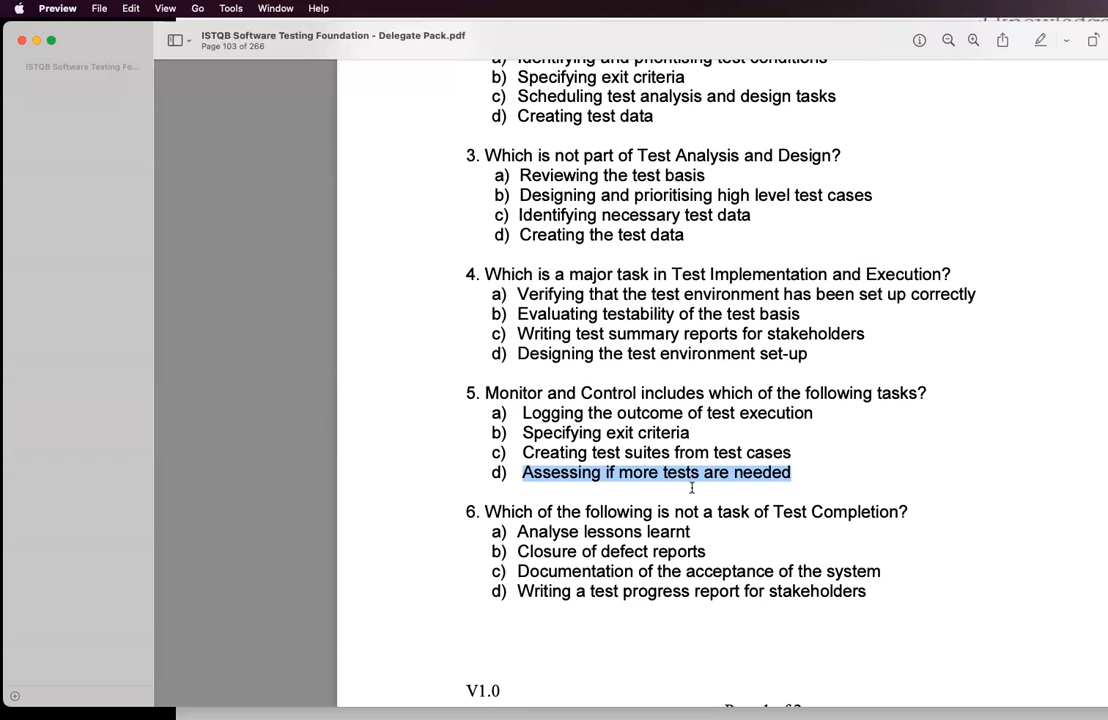 Preview File Edit View Go Tools Window Help
ISTQB Software Testing Foundation - Delegate Pack.pdf
Page 103 of 266
ISTQB Software Testing Fo...
a) Identifying and prioritising test conditions
b) Specifying exit criteria
c) Scheduling test analysis and design tasks
d) Creating test data
3. Which is not part of Test Analysis and Design?
a) Reviewing the test basis
b) Designing and prioritising high level test cases
c) Identifying necessary test data
d) Creating the test data
4. Which is a major task in Test Implementation and Execution?
a) Verifying that the test environment has been set up correctly
b) Evaluating testability of the test basis
c) Writing test summary reports for stakeholders
d) Designing the test environment set-up
5. Monitor and Control includes which of the following tasks?
a) Logging the outcome of test execution
b) Specifying exit criteria
c) Creating test suites from test cases
d) Assessing if more tests are needed
6. Which of the following is not a task of Test Completion?
a) Analyse lessons learnt
b) Closure of defect reports
c) Documentation of the acceptance of the system
d) Writing a test progress report for stakeholders
V1.0